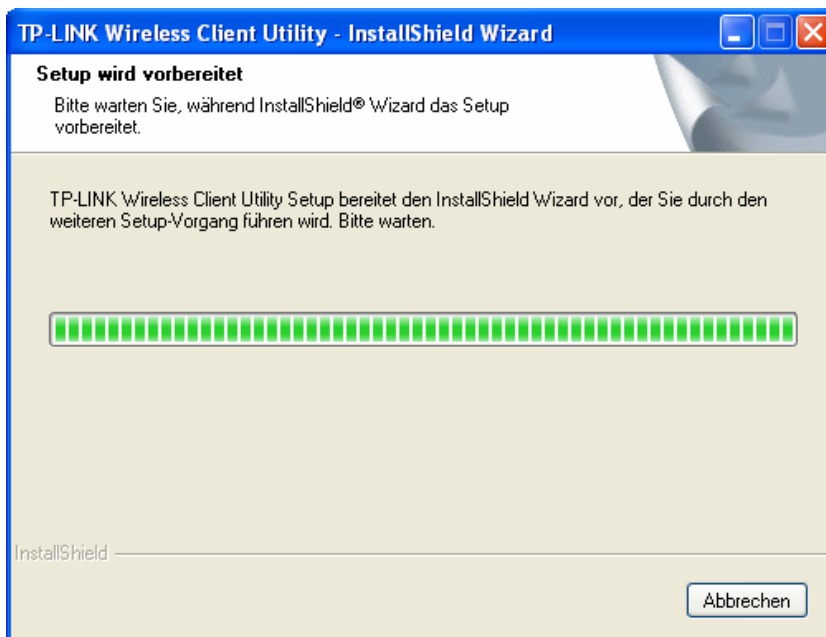 TP-LINK Wireless Client Utility - InstallShield Wizard
Setup wird vorbereitet
Bitte warten Sie, während InstallShield® Wizard das Setup
vorbereitet.
TP-LINK Wireless Client Utility Setup bereitet den InstallShield Wizard vor, der Sie durch den
weiteren Setup-Vorgang führen wird. Bitte warten.
InstallShield
Abbrechen